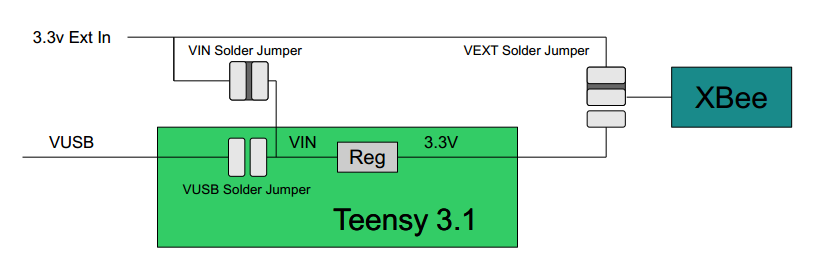 3.3v Ext In
VIN Solder Jumper
VEXT Solder Jumper
XBee
VUSB
VIN
3.3V
Reg
VUSB Solder Jumper
Teensy 3.1